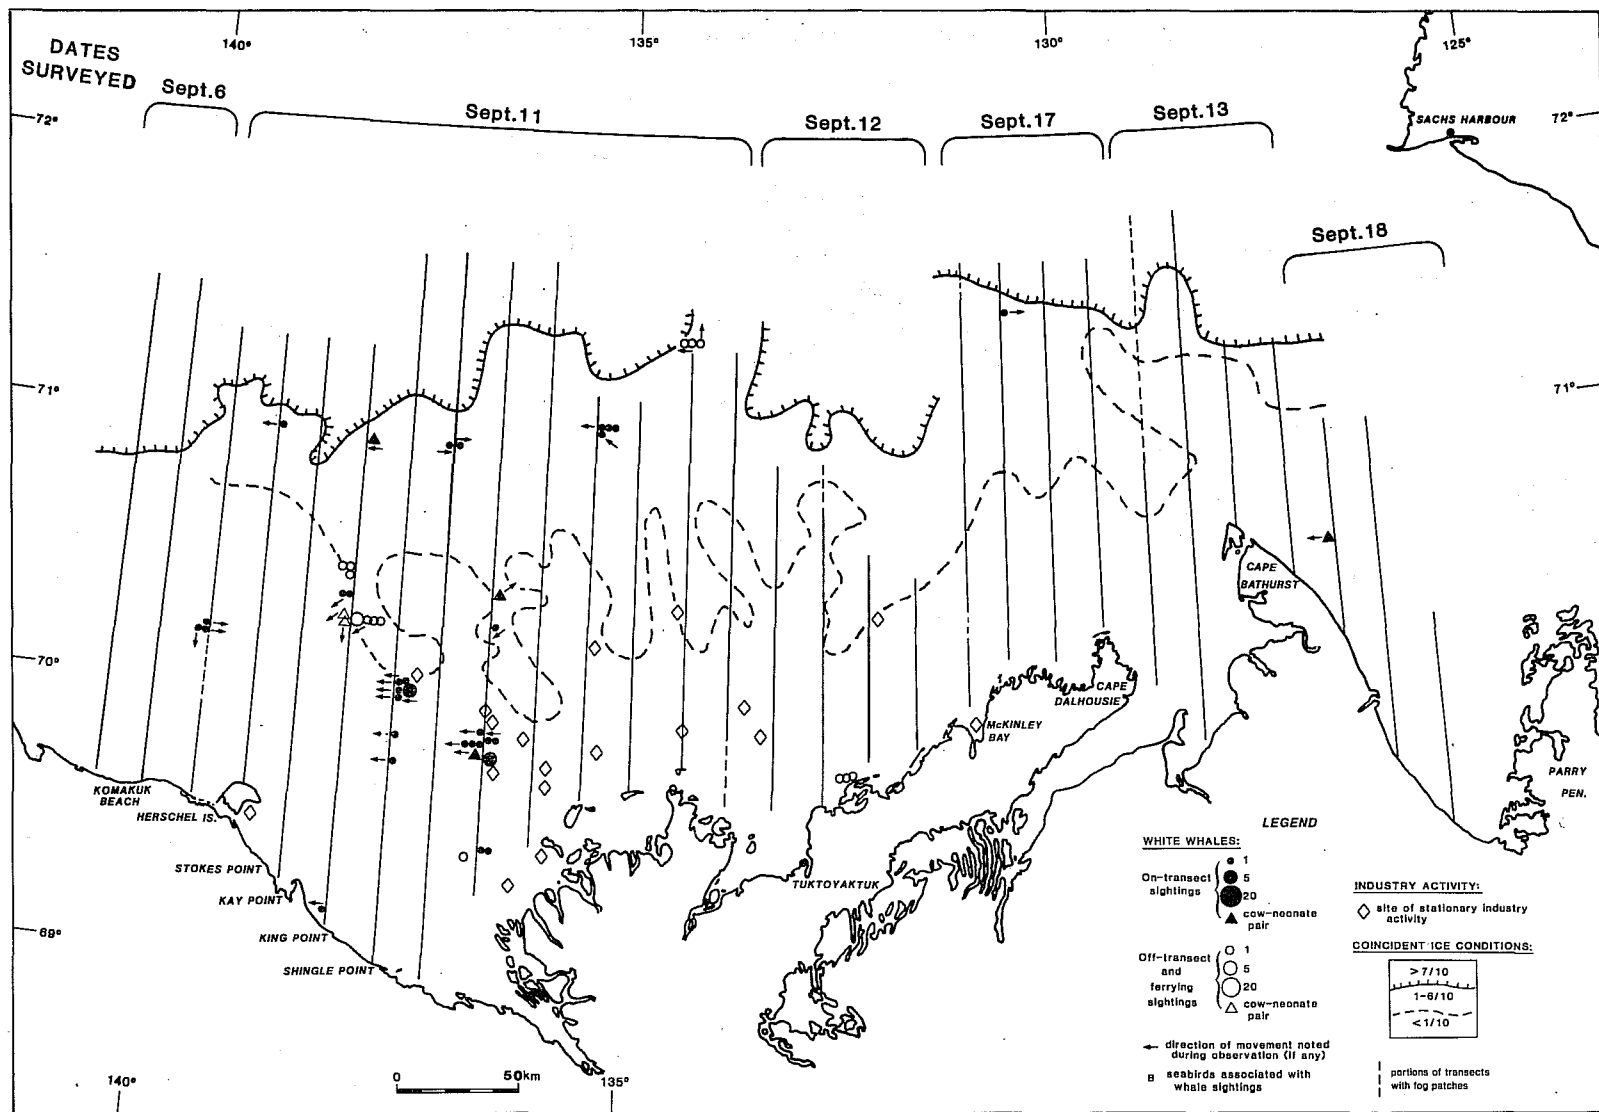 140°
135°
130°
125°
DATES
SURVEYED
Sept.6
Sept.11
Sept.12
Sept.17
Sept.13
Sept.18
72°
72°
SACHS HARBOUR
71°
71°
70°
69°
CAPE
BATHURST
CAPE
DALHOUSIE
McKINLEY
BAY
PARRY
PEN.
KOMAKUK
BEACH
HERSCHEL IS.
STOKES POINT
KAY POINT
KING POINT
SHINGLE POINT
TUKTOYAKTUK
LEGEND
WHITE WHALES:
On-transect
sightings
1
5
20
cow-neonate
pair
Off-transect
and
ferrying
sightings
1
5
20
cow-neonate
pair
direction of movement noted
during observation (if any)
B seabirds associated with
whale sightings
INDUSTRY ACTIVITY:
site of stationary industry
activity
COINCIDENT ICE CONDITIONS:
>7/10
1-6/10
<1/10
portions of transects
with fog patches
0 50km
140°
135°